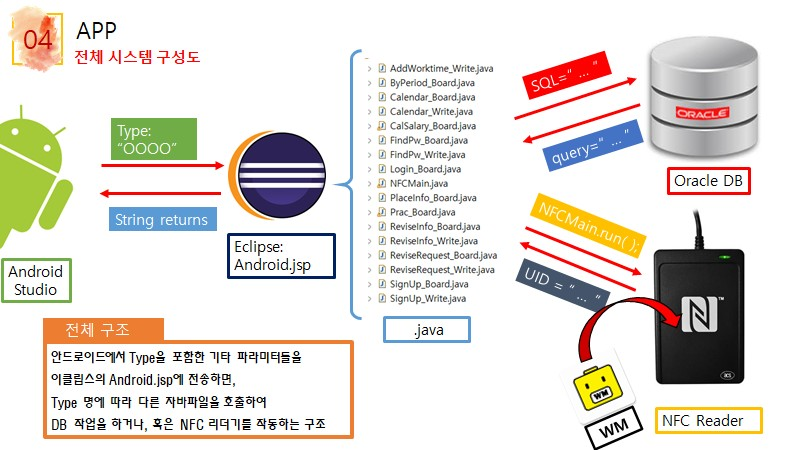 04
APP
전체 시스템 구성도
Type:
“OOOO”
String returns
Android
Studio
Eclipse:
Android.jsp
AddWorktime_Write.java
ByPeriod_Board.java
Calendar_Board.java
Calendar_Write.java
CalSalary_Board.java
FindPw_Board.java
FindPw_Write.java
Login_Board.java
NFCMain.java
PlaceInfo_Board.java
Prac_Board.java
ReviseInfo_Board.java
ReviseInfo_Write.java
ReviseRequest_Board.java
ReviseRequest_Write.java
SignUp_Board.java
SignUp_Write.java
.java
SQL=“ … ”
query=“ … ”
ORACLE
Oracle DB
NFCMain.run( );
UID = “ … ”
WM
WM
NFC Reader
전체 구조
안드로이드에서 Type을 포함한 기타 파라미터들을
이클립스의 Android.jsp에 전송하면,
Type 명에 따라 다른 자바파일을 호출하여
DB 작업을 하거나, 혹은 NFC 리더기를 작동하는 구조